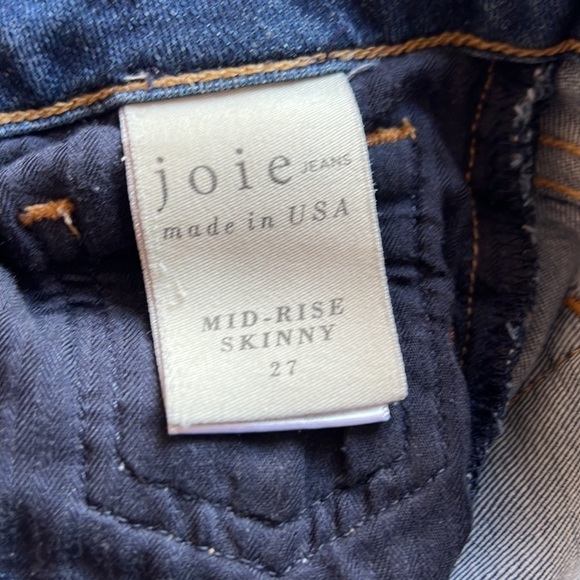 joie JEANS
made in USA
MID-RISE
SKINNY
27